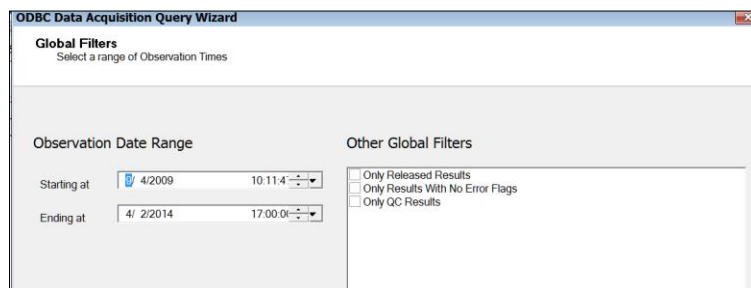 ODBC Data Acquisition Query Wizard
Global Filters
Select a range of Observation Times
Observation Date Range
Other Global Filters
Starting at
9/ 4/2009
10:11:4
Ending at
4/ 2/2014
17:00:0
Only Released Results
Only Results With No Error Flags
Only QC Results